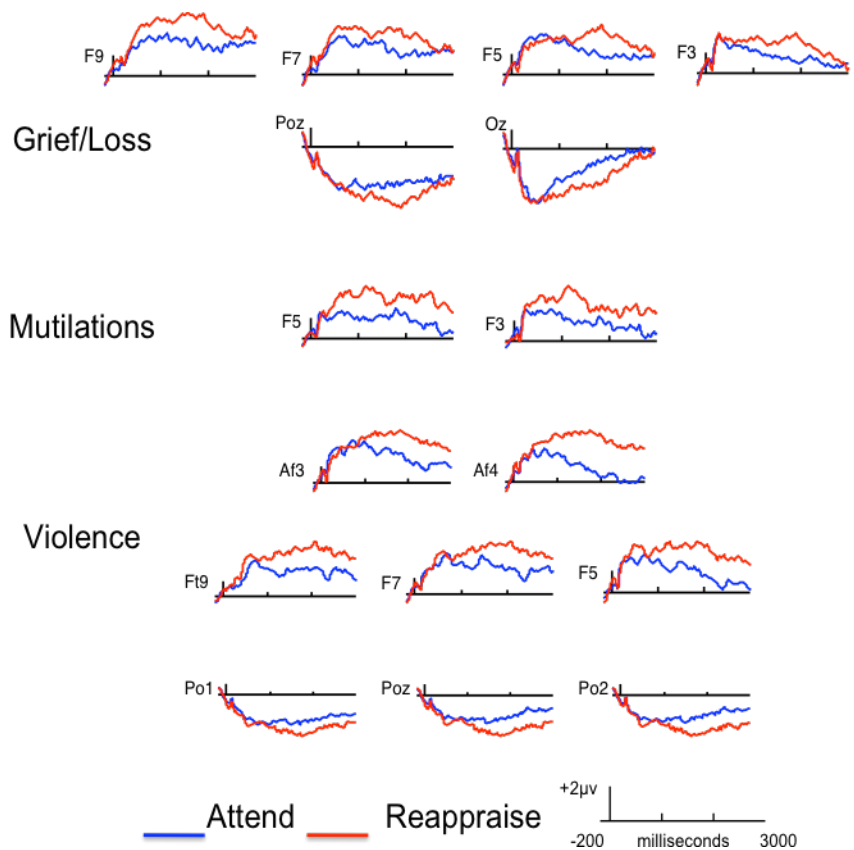 F9
F7
F5
F3
Grief/Loss
Poz
Oz
Mutilations
F5
F3
Af3
Af4
Violence
Ft9
F7
F5
Po1
Poz
Po2
+2μv
Attend
Reappraise
-200 milliseconds 3000